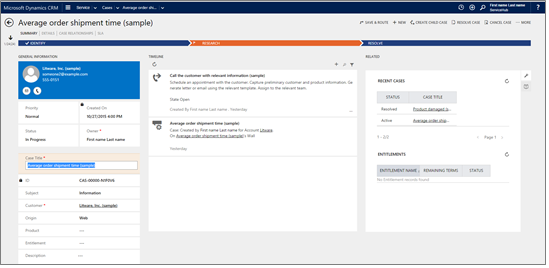 Microsoft Dynamics CRM
Service
Cases
Average order sh...
First name Last name
ServiceHub
Average order shipment time (sample)
SAVE & ROUTE
+ NEW
CREATE CHILD CASE
RESOLVE CASE
CANCEL CASE
MORE
SUMMARY | DETAILS | CASE RELATIONSHIPS | SLA
IDENTIFY
RESEARCH
RESOLVE
GENERAL INFORMATION
Litware, Inc. (sample)
someone2@example.com
555-0151
Priority
Normal
Created On
10/27/2015 4:00 PM
Status
In Progress
Owner *
First name Last name
Case Title *
Average order shipment time (sample)
ID
Subject
Information
Customer *
Litware, Inc. (sample)
Origin
Web
Product
---
Entitlement
---
Description
---
TIMELINE
Call the customer with relevant information (sample)
Schedule an appointment with the customer. Capture preliminary customer and product information. Ge
nerate letter or email using the relevant template. Assign to the relevant team.
State Open
Created By First name Last name Yesterday
...
Average order shipment time (sample)
Case: Created by First name Last name for Account Litware
On Average order shipment time (sample)'s Wall
Yesterday
RELATED
RECENT CASES
STATUS
CASE TITLE
Resolved
Product damaged d...
Active
Average order ship...
1 - 2/2
Page 1
ENTITLEMENTS
ENTITLEMENT NAME ↓
REMAINING TERMS
STATUS
No Entitlement records found.